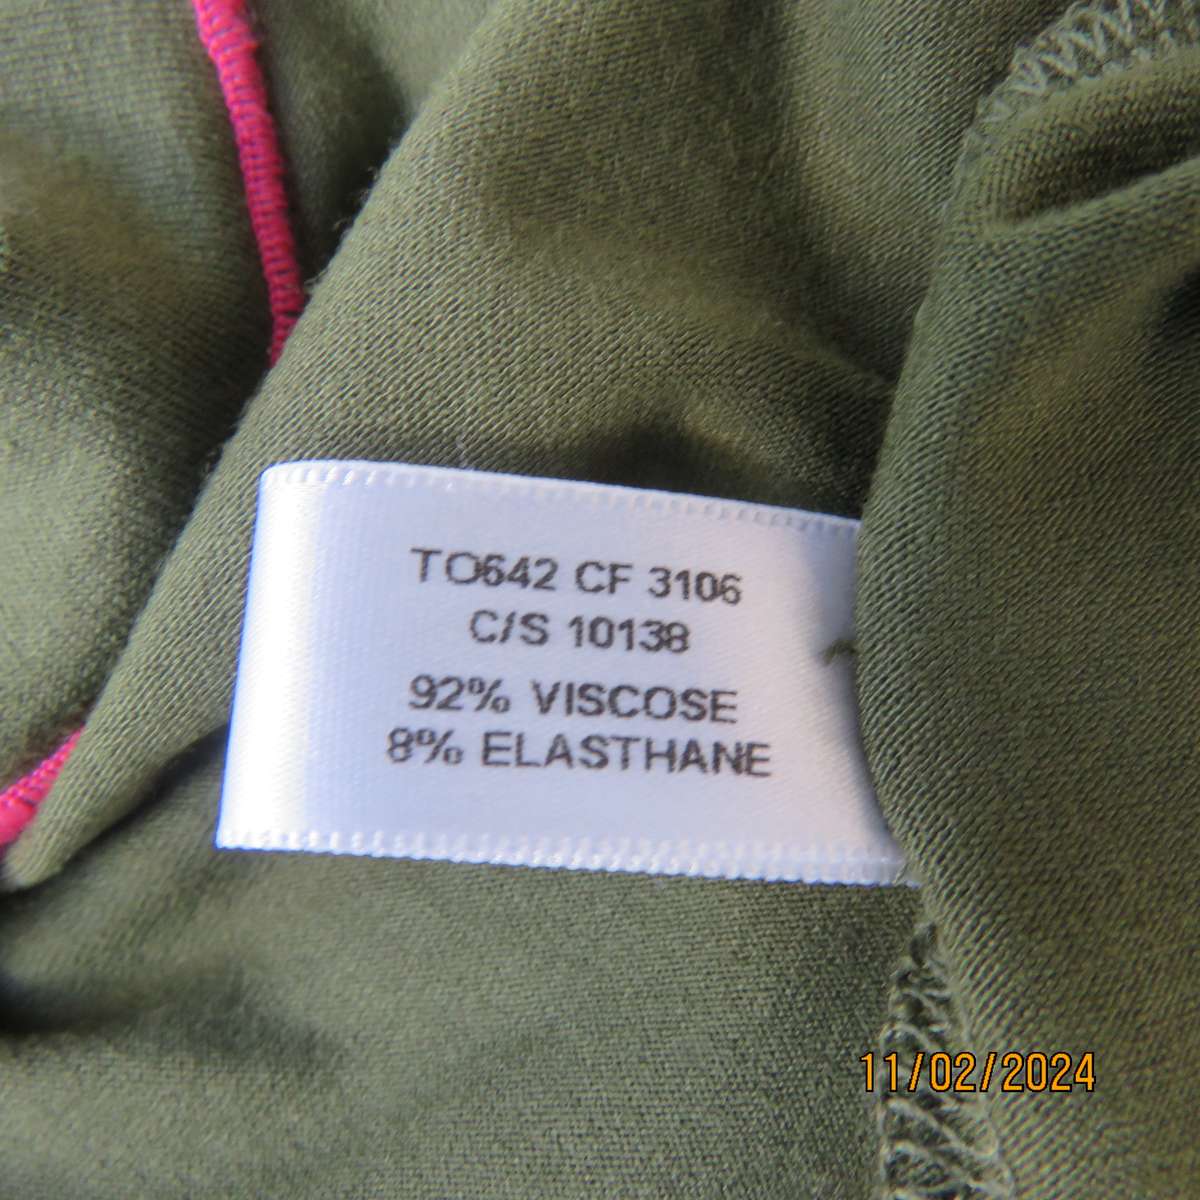 TO642 CF 3106
C/S 10138
92% VISCOSE
8% ELASTHANE
11/02/2024